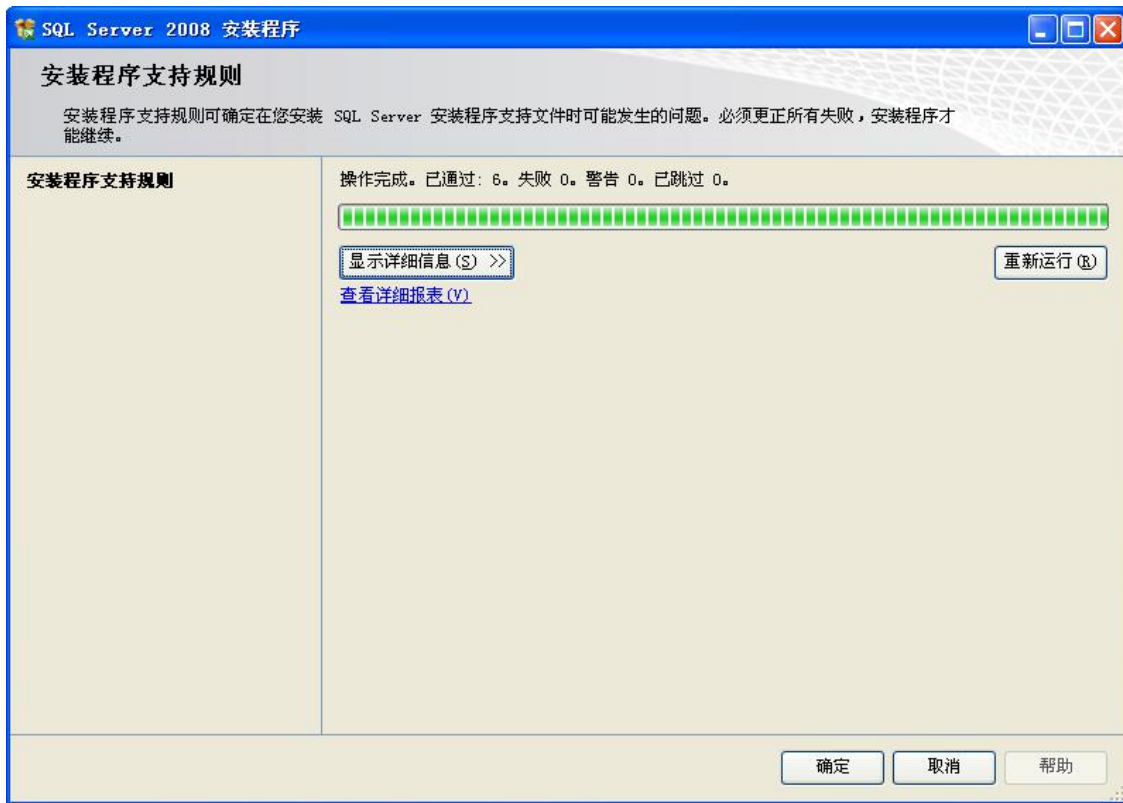 SQL Server 2008 安装程序
安装程序支持规则
安装程序支持规则可确定在您安装 SQL Server 安装程序支持文件时可能发生的问题。必须更正所有失败，安装程序才
能继续。
安装程序支持规则
操作完成。已通过: 6。失败 0。警告 0。已跳过 0。
显示详细信息(S) >>
重新运行(R)
查看详细报表(V)
确定
取消
帮助